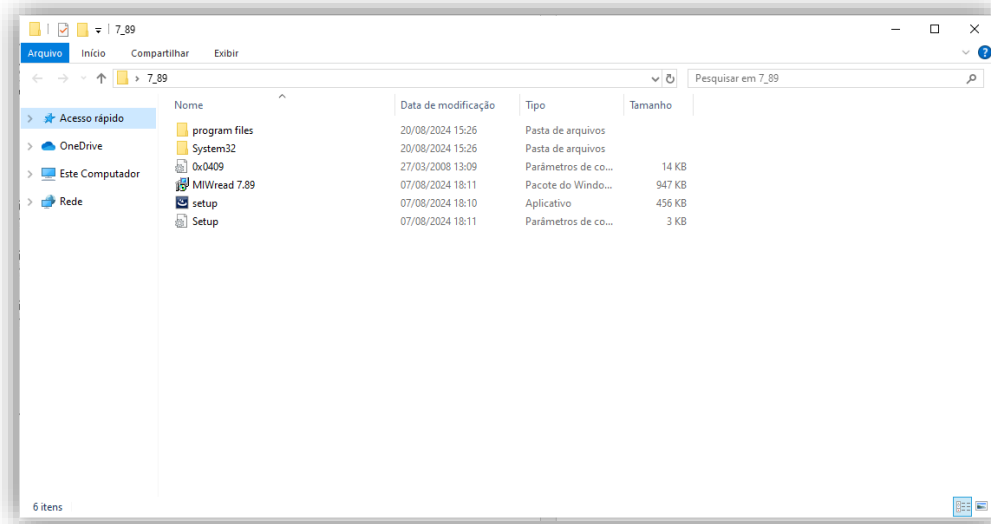 7_89
Arquivo Início Compartilhar Exibir
7_89 Pesquisar em 7_89
Nome Data de modificação Tipo Tamanho
Acesso rápido
OneDrive
Este Computador
Rede
program files 20/08/2024 15:26 Pasta de arquivos
System32 20/08/2024 15:26 Pasta de arquivos
0x0409 27/03/2008 13:09 Parâmetros de co... 14 KB
MIWread 7.89 07/08/2024 18:11 Pacote do Windo... 947 KB
setup 07/08/2024 18:10 Aplicativo 456 KB
Setup 07/08/2024 18:11 Parâmetros de co... 3 KB
6 itens